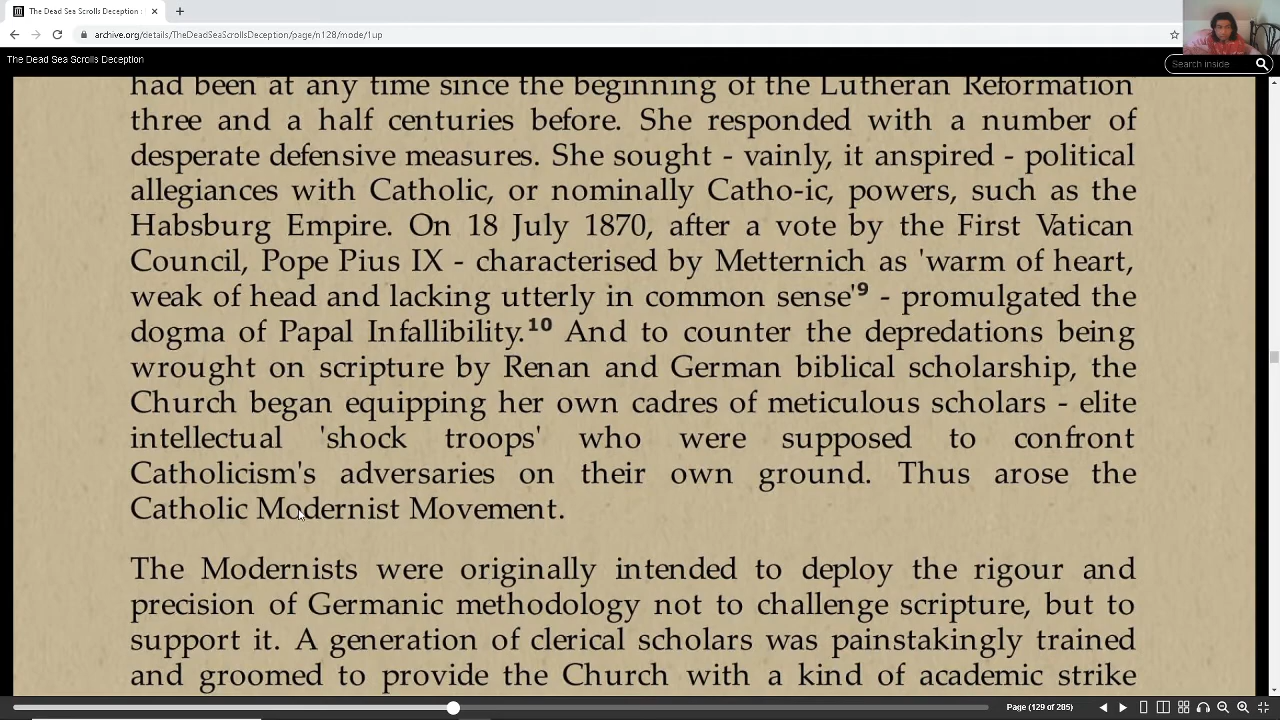 The Dead Sea Scrolls Deception :
archive.org/details/TheDeadSeaScrollsDeception/page/n128/mode/1up
The Dead Sea Scrolls Deception
Search inside
had been at any time since the beginning of the Lutheran Reformation
three and a half centuries before. She responded with a number of
desperate defensive measures. She sought - vainly, it anspired - political
allegiances with Catholic, or nominally Catho-ic, powers, such as the
Habsburg Empire. On 18 July 1870, after a vote by the First Vatican
Council, Pope Pius IX - characterised by Metternich as 'warm of heart,
weak of head and lacking utterly in common sense'9 - promulgated the
dogma of Papal Infallibility.10 And to counter the depredations being
wrought on scripture by Renan and German biblical scholarship, the
Church began equipping her own cadres of meticulous scholars - elite
intellectual 'shock troops' who were supposed to confront
Catholicism's adversaries on their own ground. Thus arose the
Catholic Modernist Movement.
The Modernists were originally intended to deploy the rigour and
precision of Germanic methodology not to challenge scripture, but to
support it. A generation of clerical scholars was painstakingly trained
and groomed to provide the Church with a kind of academic strike
Page (129 of 285)